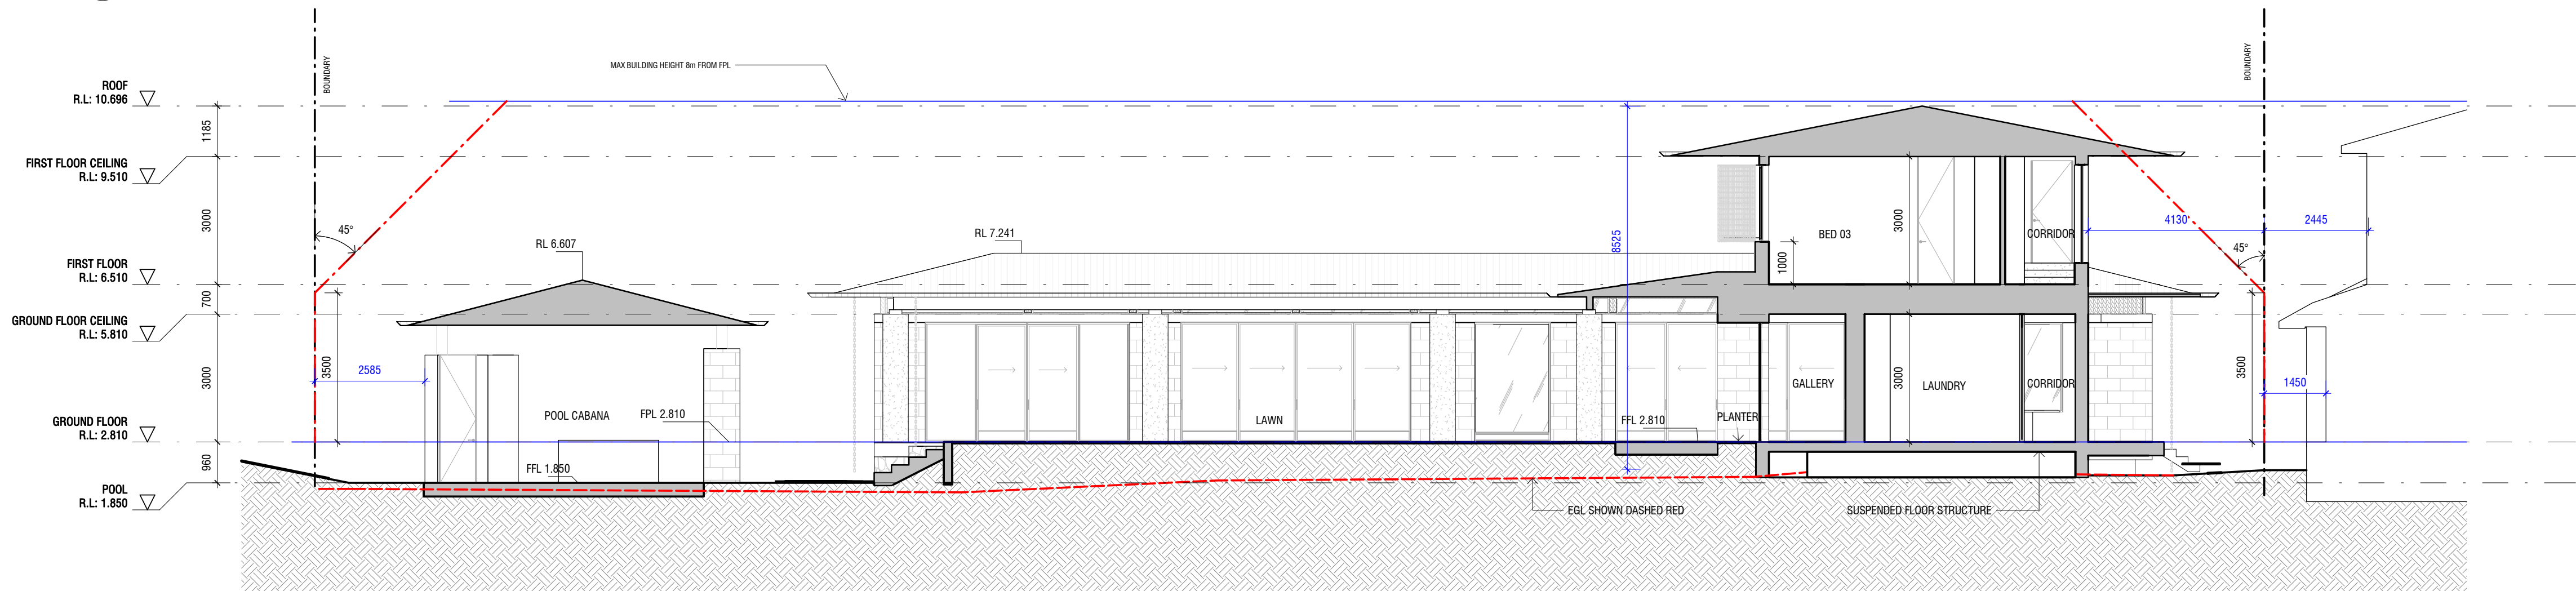 MAX BUILDING HEIGHT 8m FROM FPL
BOUNDARY
BOUNDARY
ROOF
R.L: 10.696
1185
FIRST FLOOR CEILING
R.L: 9.510
3000
FIRST FLOOR
R.L: 6.510
700
GROUND FLOOR CEILING
R.L: 5.810
3000
GROUND FLOOR
R.L: 2.810
960
POOL
R.L: 1.850
45°
3500
2585
RL 6.607
POOL CABANA
FPL 2.810
FFL 1.850
RL 7.241
LAWN
8525
FFL 2.810
PLANTER
1000
BED 03
3000
CORRIDOR
GALLERY
3000
LAUNDRY
CORRIDOR
4130
2445
45°
3500
1450
EGL SHOWN DASHED RED
SUSPENDED FLOOR STRUCTURE